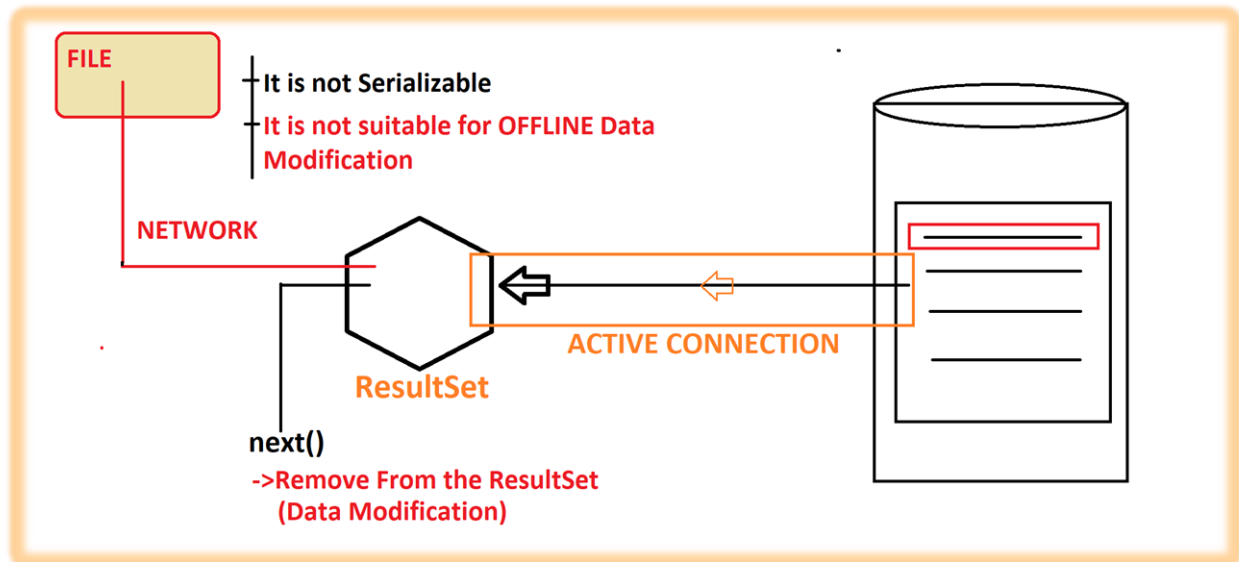 FILE
It is not Serializable
It is not suitable for OFFLINE Data
Modification
NETWORK
ACTIVE CONNECTION
ResultSet
next()
->Remove From the ResultSet
(Data Modification)